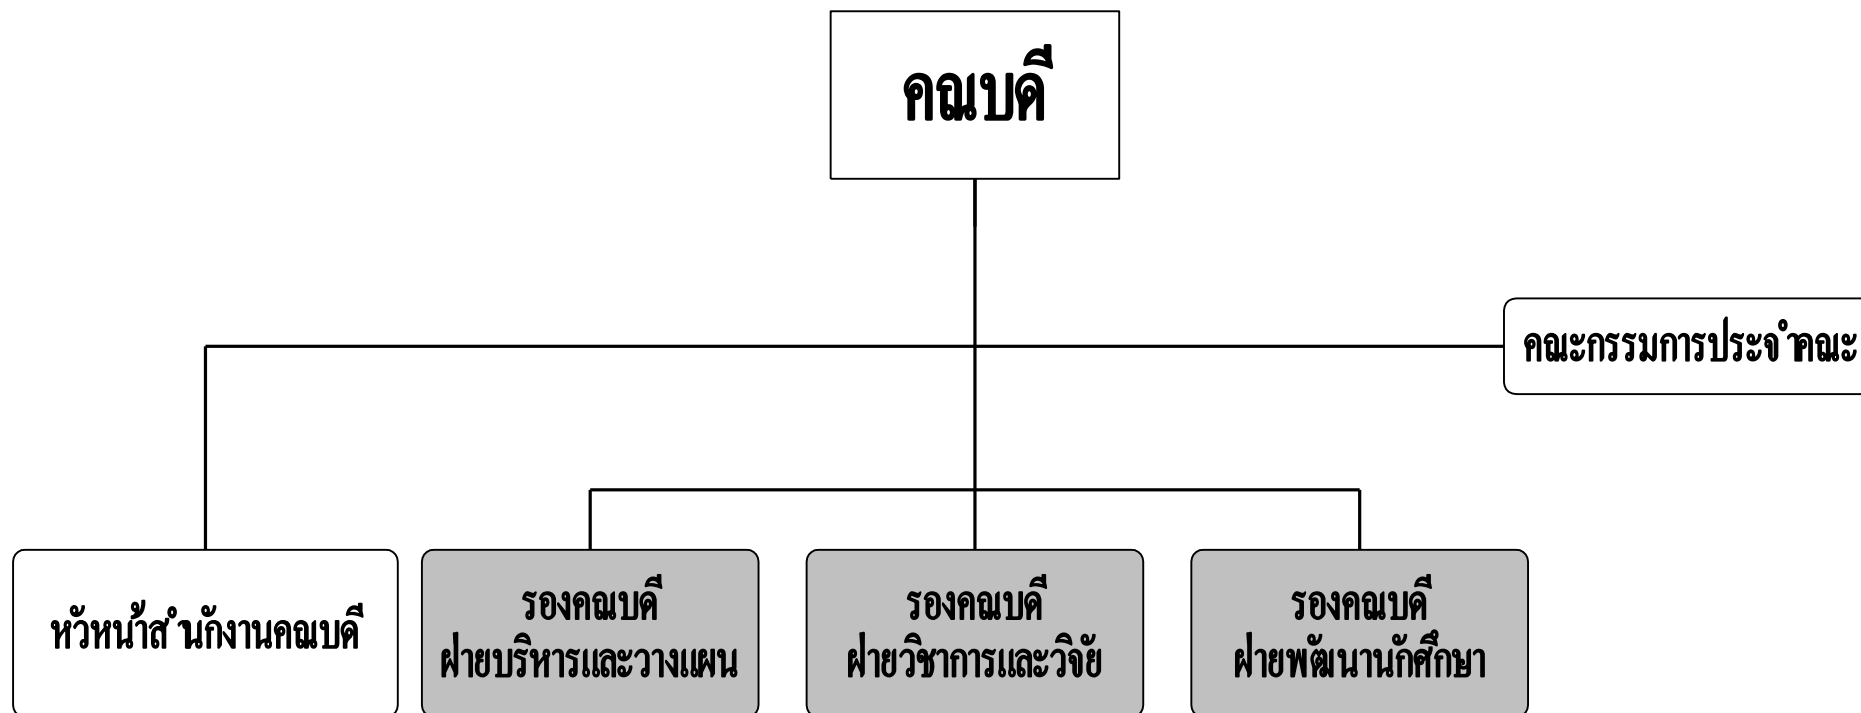 คณบดี
คณะกรรมการประจำคณะ
หัวหน้าสำนักงานคณบดี
รองคณบดี
ฝ่ายบริหารและวางแผน
รองคณบดี
ฝ่ายวิชาการและวิจัย
รองคณบดี
ฝ่ายพัฒนานักศึกษา